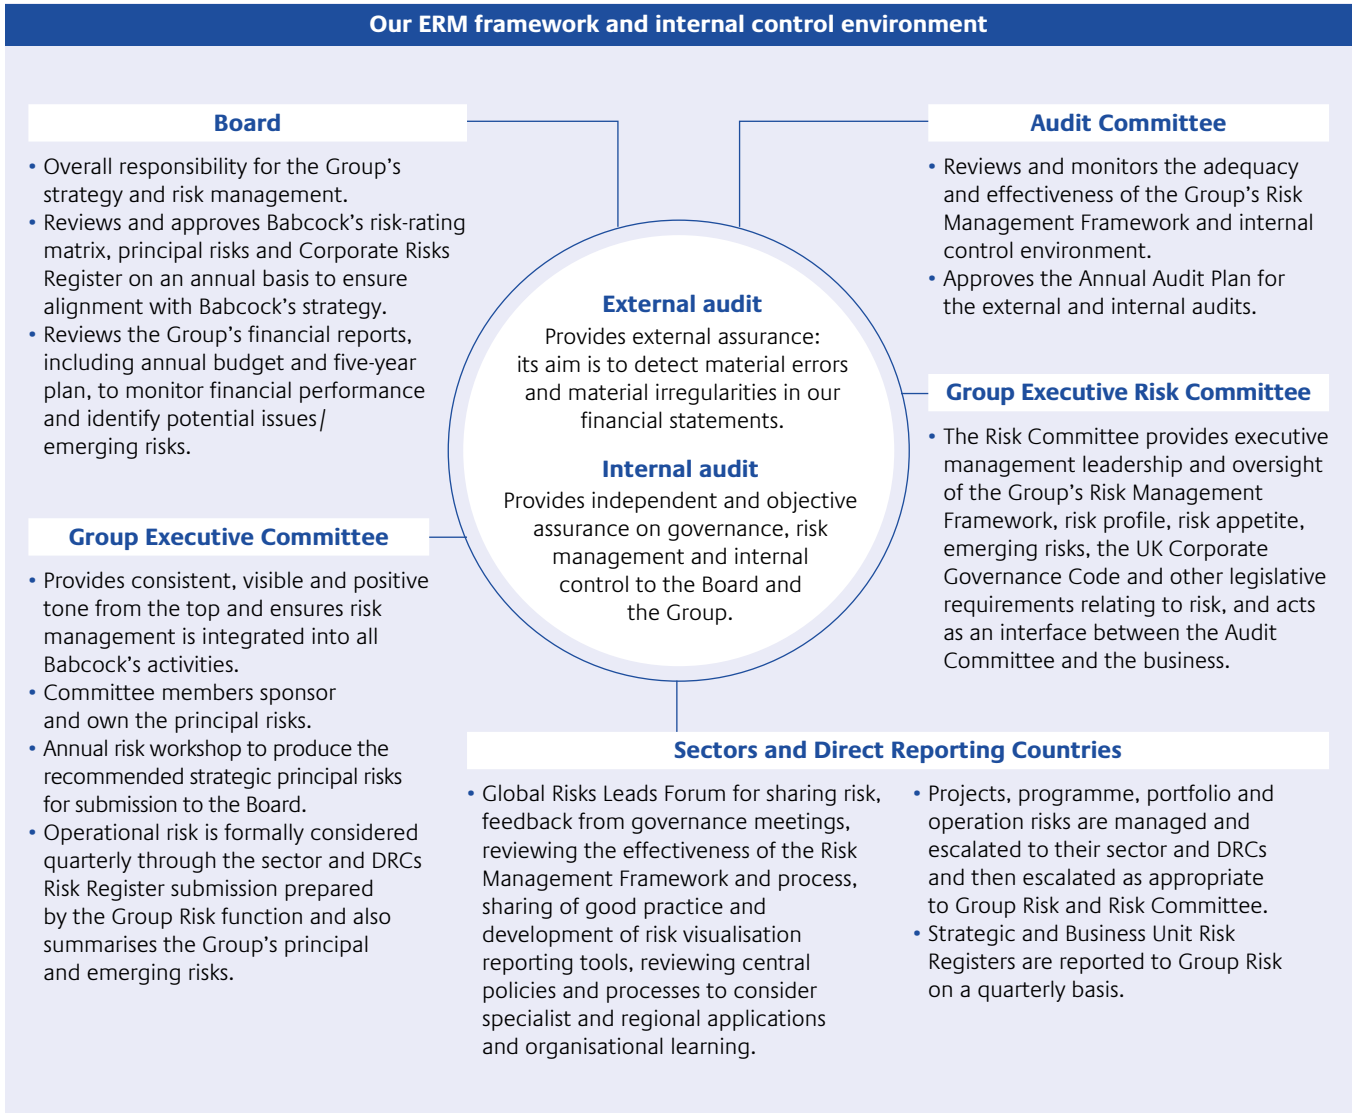 Our ERM framework and internal control environment
Board
• Overall responsibility for the Group’s
strategy and risk management.
• Reviews and approves Babcock’s risk-rating
matrix, principal risks and Corporate Risks
Register on an annual basis to ensure
alignment with Babcock’s strategy.
• Reviews the Group’s financial reports,
including annual budget and five-year
plan, to monitor financial performance
and identify potential issues/
emerging risks.
Group Executive Committee
• Provides consistent, visible and positive
tone from the top and ensures risk
management is integrated into all
Babcock’s activities.
• Committee members sponsor
and own the principal risks.
• Annual risk workshop to produce the
recommended strategic principal risks
for submission to the Board.
• Operational risk is formally considered
quarterly through the sector and DRCs
Risk Register submission prepared
by the Group Risk function and also
summarises the Group’s principal
and emerging risks.
External audit
Provides external assurance:
its aim is to detect material errors
and material irregularities in our
financial statements.
Internal audit
Provides independent and objective
assurance on governance, risk
management and internal
control to the Board and
the Group.
Audit Committee
• Reviews and monitors the adequacy
and effectiveness of the Group’s Risk
Management Framework and internal
control environment.
• Approves the Annual Audit Plan for
the external and internal audits.
Group Executive Risk Committee
• The Risk Committee provides executive
management leadership and oversight
of the Group’s Risk Management
Framework, risk profile, risk appetite,
emerging risks, the UK Corporate
Governance Code and other legislative
requirements relating to risk, and acts
as an interface between the Audit
Committee and the business.
Sectors and Direct Reporting Countries
• Global Risks Leads Forum for sharing risk,
feedback from governance meetings,
reviewing the effectiveness of the Risk
Management Framework and process,
sharing of good practice and
development of risk visualisation
reporting tools, reviewing central
policies and processes to consider
specialist and regional applications
and organisational learning.
• Projects, programme, portfolio and
operation risks are managed and
escalated to their sector and DRCs
and then escalated as appropriate
to Group Risk and Risk Committee.
• Strategic and Business Unit Risk
Registers are reported to Group Risk
on a quarterly basis.